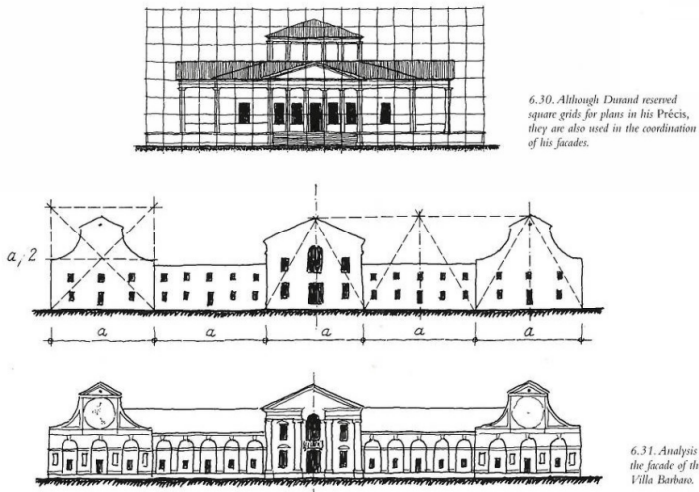 6.30. Although Durand reserved
square grids for plans in his Précis,
they are also used in the coordination
of his facades.
a/2
a a a a a
6.31. Analysis
the facade of th
Villa Barbaro.